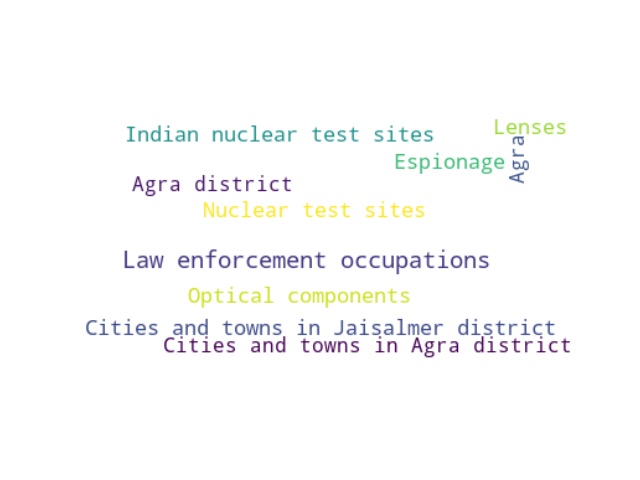 Lenses
Indian nuclear test sites
Agra
Espionage
Agra district
Nuclear test sites
Law enforcement occupations
Optical components
Cities and towns in Jaisalmer district
Cities and towns in Agra district